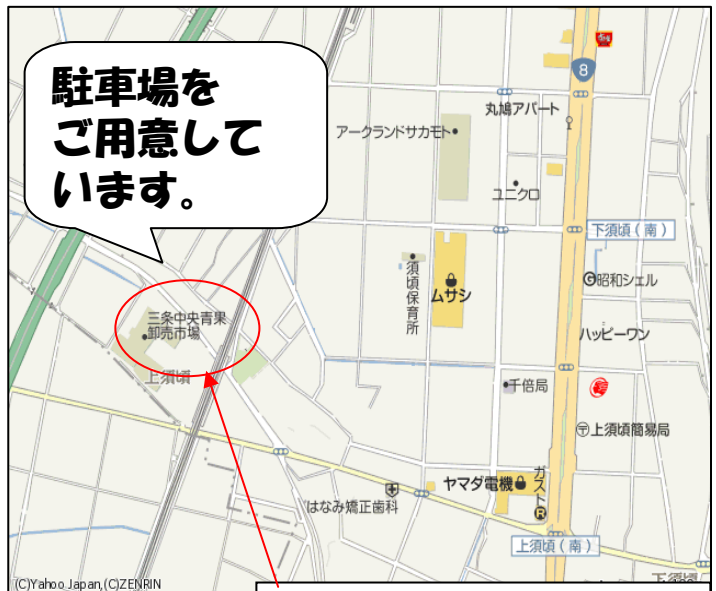 駐車場を
ご用意して
います。
8
丸鳩アパート
アークランドサカモト
ユニクロ
下須頃(南)
須頃保育所
ムサシ
昭和シェル
三条中央青果
卸売市場
ハッピーワン
上須頃
千倍局
上須頃簡易局
ヤマダ電機
ガスト
R
はなみ矯正歯科
上須頃(南)
下須頃
(C)Yahoo Japan,(C)ZENRIN